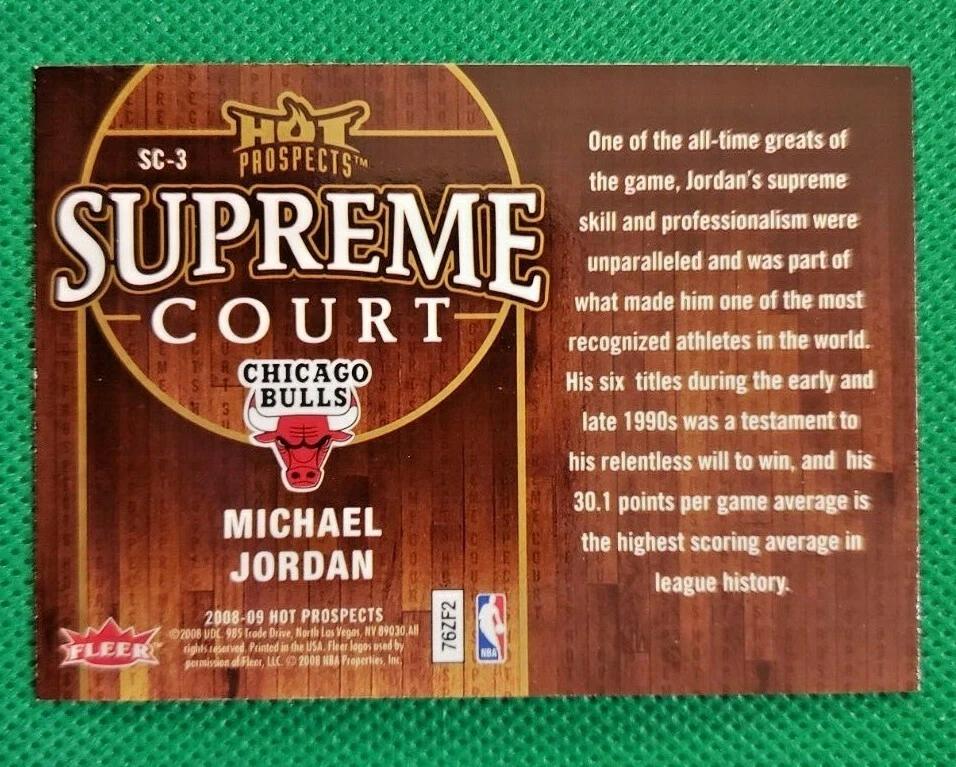 SC-3
HOT
PROSPECTS™
SUPREME
COURT
CHICAGO
BULLS
MICHAEL
JORDAN
2008-09 HOT PROSPECTS
©2008 UDC. 985 Trade Drive, North Las Vegas, NV 89030. All
rights reserved. Printed in the USA. Fleer logos used by
permission of Fleer, LLC. © 2008 NBA Properties, Inc.
FLEER
76ZF2
NBA
One of the all-time greats of
the game, Jordan's supreme
skill and professionalism were
unparalleled and was part of
what made him one of the most
recognized athletes in the world.
His six titles during the early and
late 1990s was a testament to
his relentless will to win, and his
30.1 points per game average is
the highest scoring average in
league history.